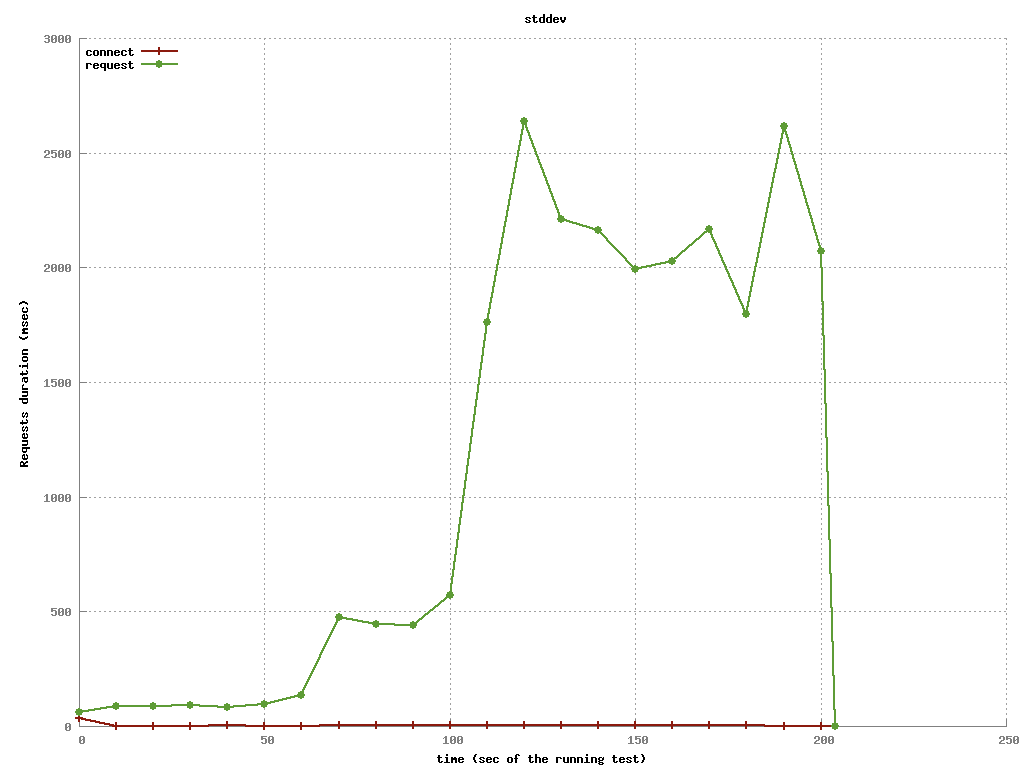 stddev
3000
connect
request
2500
2000
Requests duration (msec)
1500
1000
500
0
0 50 100 150 200 250
time (sec of the running test)